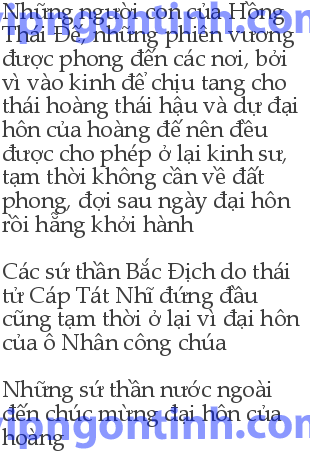 Những người con của Hồng
Thái Đế, những phiên vương
được phong đến các nơi, bởi
vì vào kinh để chịu tang cho
thái hoàng thái hậu và dự đại
hôn của hoàng đế nên đều
được cho phép ở lại kinh sư,
tạm thời không cần về đất
phong, đợi sau ngày đại hôn
rồi hẵng khởi hành
Các sứ thần Bắc Địch do thái
tử Cáp Tát Nhĩ đứng đầu
cũng tạm thời ở lại vì đại hôn
của ô Nhân công chúa
Những sứ thần nước ngoài
đến chúc mừng đại hôn của
hoàng
vipngontinh.com